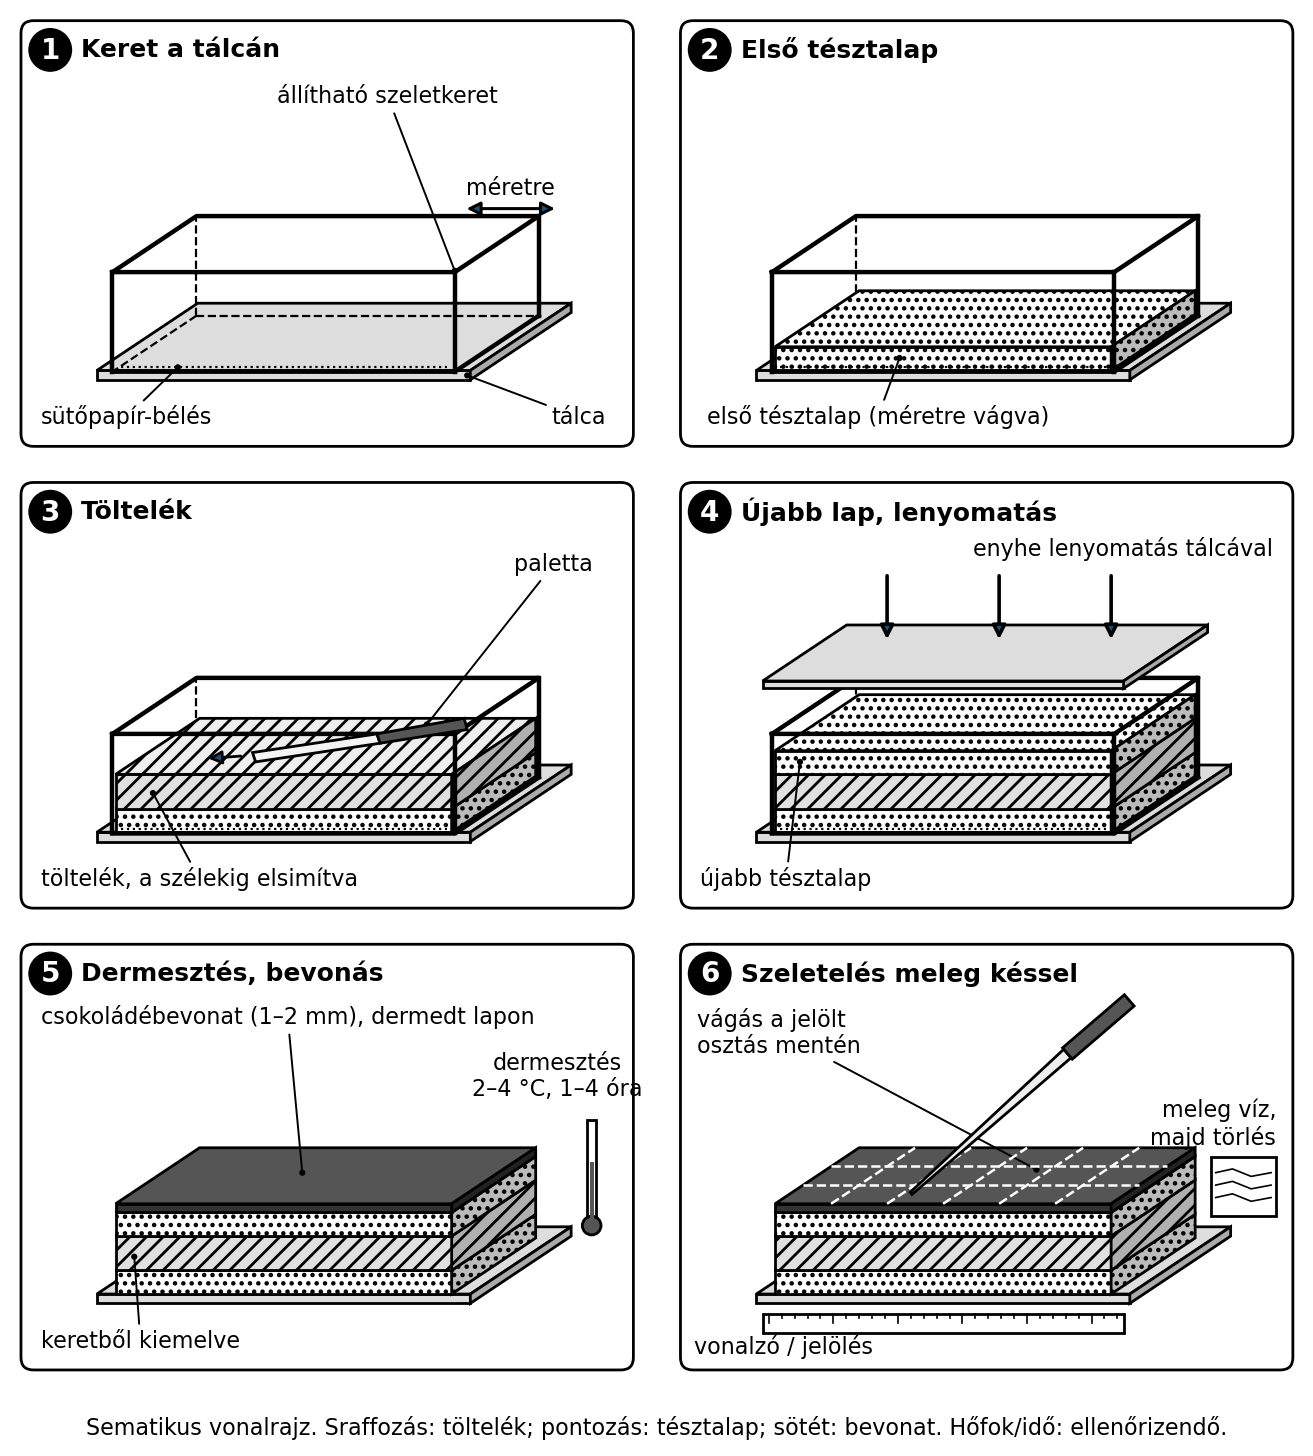 1 Keret a tálcán
állítható szeletkeret
méretre
sütőpapír-bélés
tálca
2 Első tésztalap
első tésztalap (méretre vágva)
3 Töltelék
paletta
töltelék, a szélekig elsimítva
4 Újabb lap, lenyomatás
enyhe lenyomatás tálcával
újabb tésztalap
5 Dermesztés, bevonás
csokoládébevonat (1–2 mm), dermedt lapon
dermesztés
2–4 °C, 1–4 óra
keretből kiemelve
6 Szeletelés meleg késsel
vágás a jelölt
osztás mentén
meleg víz,
majd törlés
vonalzó / jelölés
Sematikus vonalrajz. Sraffozás: töltelék; pontozás: tésztalap; sötét: bevonat. Hőfok/idő: ellenőrizendő.